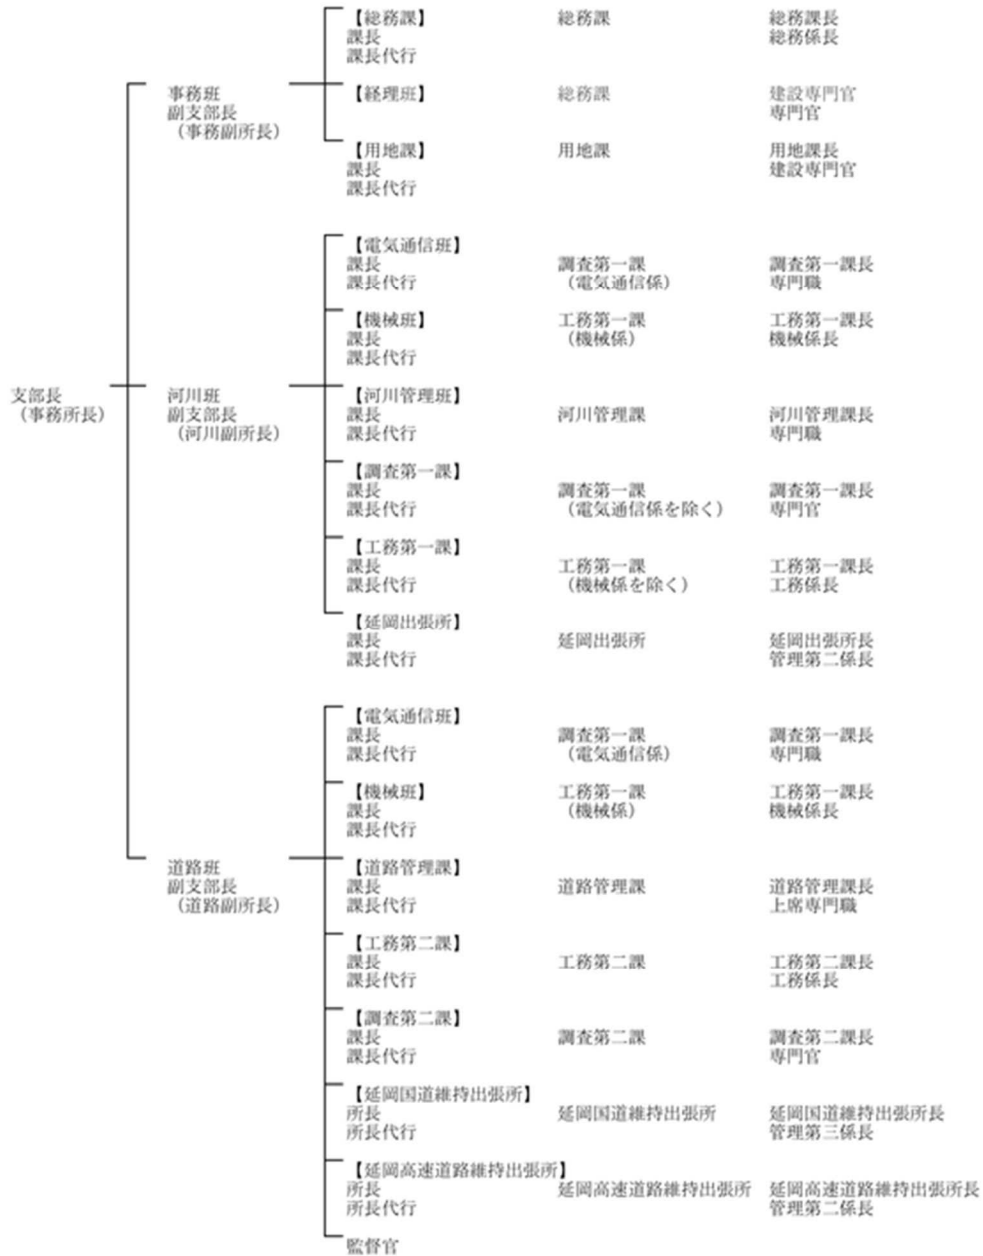 支部長
（事務所長）
事務班
副支部長
（事務副所長）
【総務課】 総務課 総務課長
課長 総務係長
課長代行
【経理班】 総務課 建設専門官
専門官
【用地課】 用地課 用地課長
課長 建設専門官
課長代行
河川班
副支部長
（河川副所長）
【電気通信班】
課長 調査第一課 調査第一課長
課長代行 （電気通信係） 専門職
【機械班】 工務第一課 工務第一課長
課長 （機械係） 機械係長
課長代行
【河川管理班】
課長 河川管理課 河川管理課長
課長代行 専門職
【調査第一課】
課長 調査第一課 調査第一課長
課長代行 （電気通信係を除く） 専門官
【工務第一課】
課長 工務第一課 工務第一課長
課長代行 （機械係を除く） 工務係長
【延岡出張所】
課長 延岡出張所 延岡出張所長
課長代行 管理第二係長
道路班
副支部長
（道路副所長）
【電気通信班】
課長 調査第一課 調査第一課長
課長代行 （電気通信係） 専門職
【機械班】 工務第一課 工務第一課長
課長 （機械係） 機械係長
課長代行
【道路管理課】
課長 道路管理課 道路管理課長
課長代行 上席専門職
【工務第二課】
課長 工務第二課 工務第二課長
課長代行 工務係長
【調査第二課】
課長 調査第二課 調査第二課長
課長代行 専門官
【延岡国道維持出張所】
所長 延岡国道維持出張所 延岡国道維持出張所長
所長代行 管理第三係長
【延岡高速道路維持出張所】
所長 延岡高速道路維持出張所 延岡高速道路維持出張所長
所長代行 管理第二係長
監督官